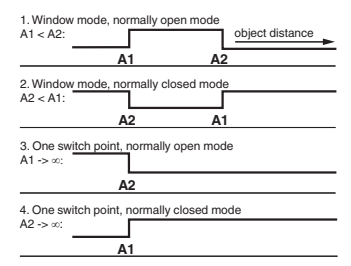 1. Window mode, normally open mode
A1 < A2:
object distance
A1
A2
2. Window mode, normally closed mode
A2 < A1:
A2
A1
3. One switch point, normally open mode
A1 -> ∞:
A2
4. One switch point, normally closed mode
A2 -> ∞:
A1